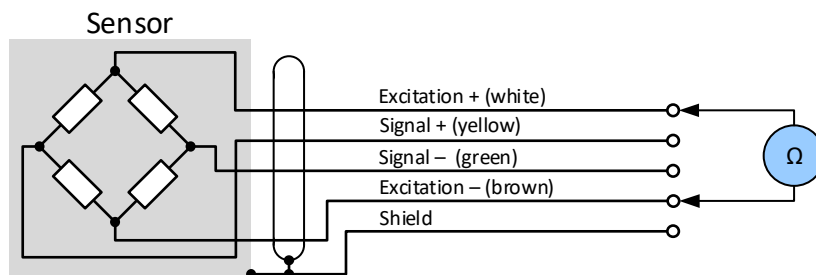 Sensor
Excitation + (white)
Signal + (yellow)
Signal – (green)
Excitation – (brown)
Shield
Ω